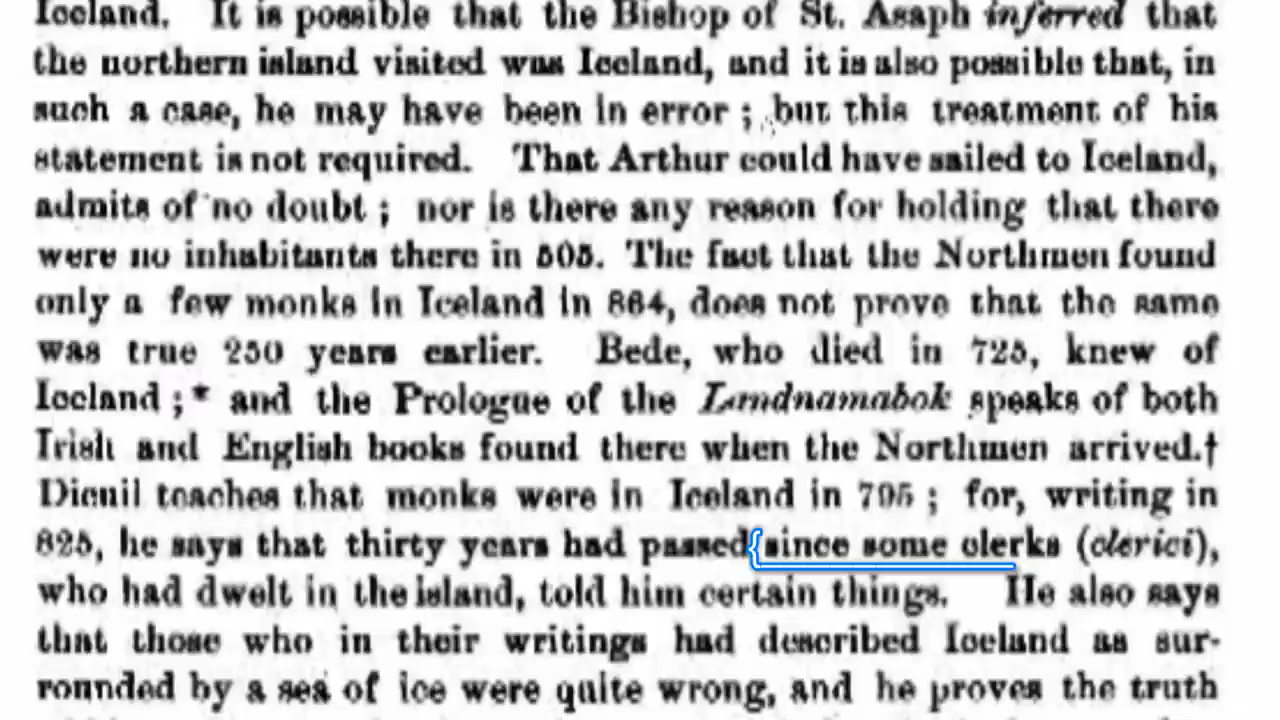 Iceland. It is possible that the Bishop of St. Asaph inferred that
the northern island visited was Iceland, and it is also possible that, in
such a case, he may have been in error ; but this treatment of his
statement is not required. That Arthur could have sailed to Iceland,
admits of no doubt ; nor is there any reason for holding that there
were no inhabitants there in 505. The fact that the Northmen found
only a few monks in Iceland in 864, does not prove that the same
was true 250 years earlier. Bede, who died in 725, knew of
Iceland ;* and the Prologue of the Landnamabok speaks of both
Irish and English books found there when the Northmen arrived.†
Dicuil teaches that monks were in Iceland in 795 ; for, writing in
825, he says that thirty years had passed since some clerks (clerici),
who had dwelt in the island, told him certain things. He also says
that those who in their writings had described Iceland as sur-
rounded by a sea of ice were quite wrong, and he proves the truth